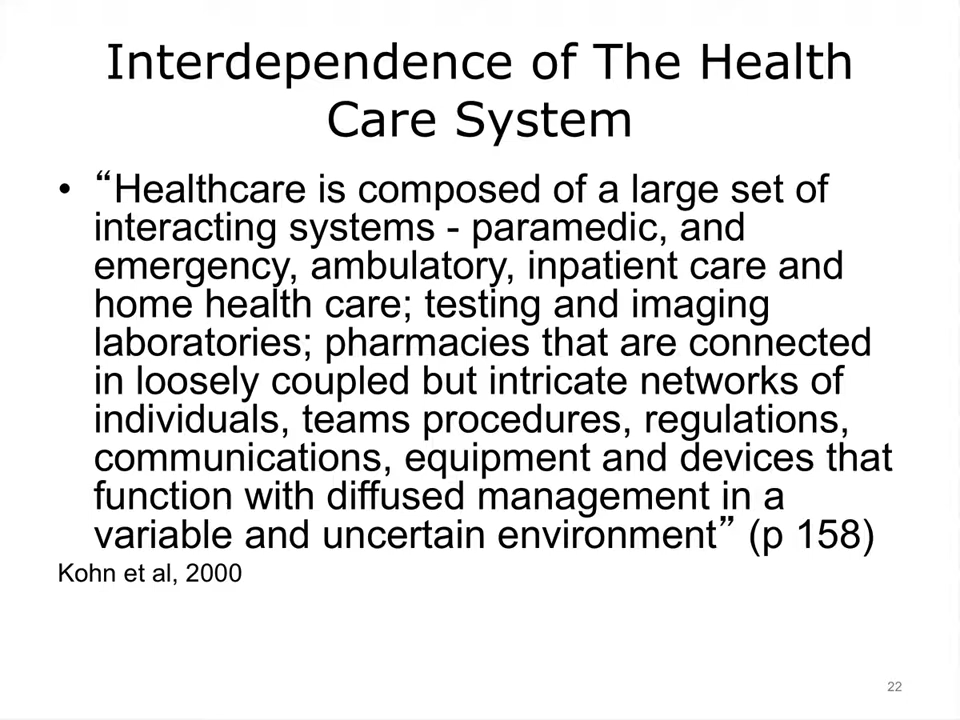 Interdependence of The Health
Care System
• “Healthcare is composed of a large set of
interacting systems - paramedic, and
emergency, ambulatory, inpatient care and
home health care; testing and imaging
laboratories; pharmacies that are connected
in loosely coupled but intricate networks of
individuals, teams procedures, regulations,
communications, equipment and devices that
function with diffused management in a
variable and uncertain environment” (p 158)
Kohn et al, 2000
22